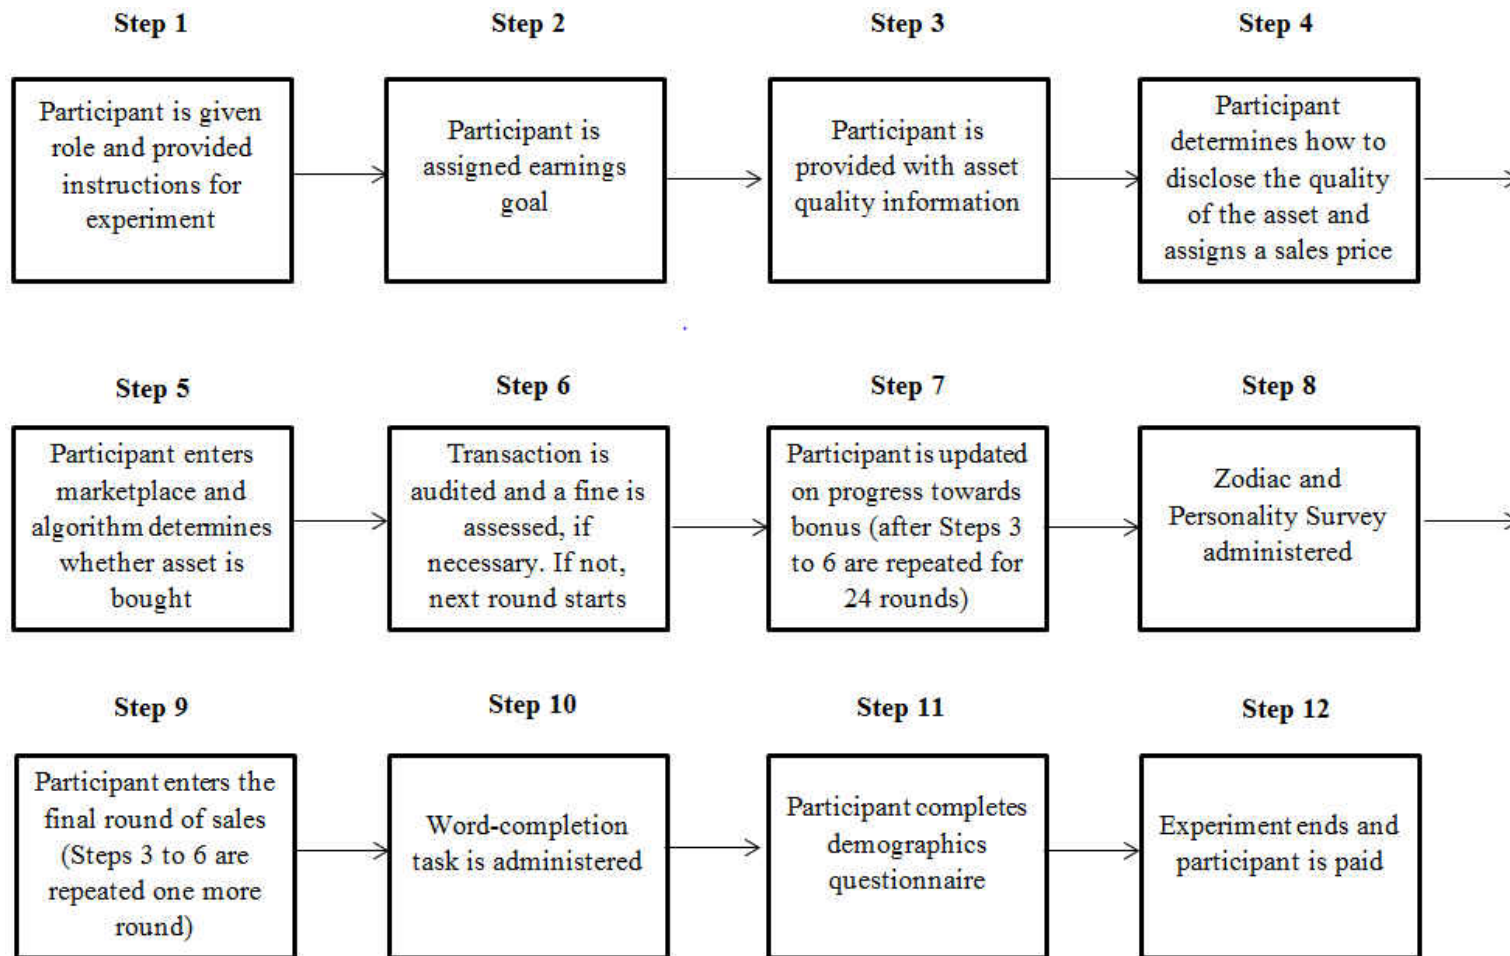 Step 1
Participant is given
role and provided
instructions for
experiment
Step 2
Participant is
assigned earnings
goal
Step 3
Participant is
provided with asset
quality information
Step 4
Participant
determines how to
disclose the quality
of the asset and
assigns a sales price
Step 5
Participant enters
marketplace and
algorithm determines
whether asset is
bought
Step 6
Transaction is
audited and a fine is
assessed, if
necessary. If not,
next round starts
Step 7
Participant is updated
on progress towards
bonus (after Steps 3
to 6 are repeated for
24 rounds)
Step 8
Zodiac and
Personality Survey
administered
Step 9
Participant enters the
final round of sales
(Steps 3 to 6 are
repeated one more
round)
Step 10
Word-completion
task is administered
Step 11
Participant completes
demographics
questionnaire
Step 12
Experiment ends and
participant is paid